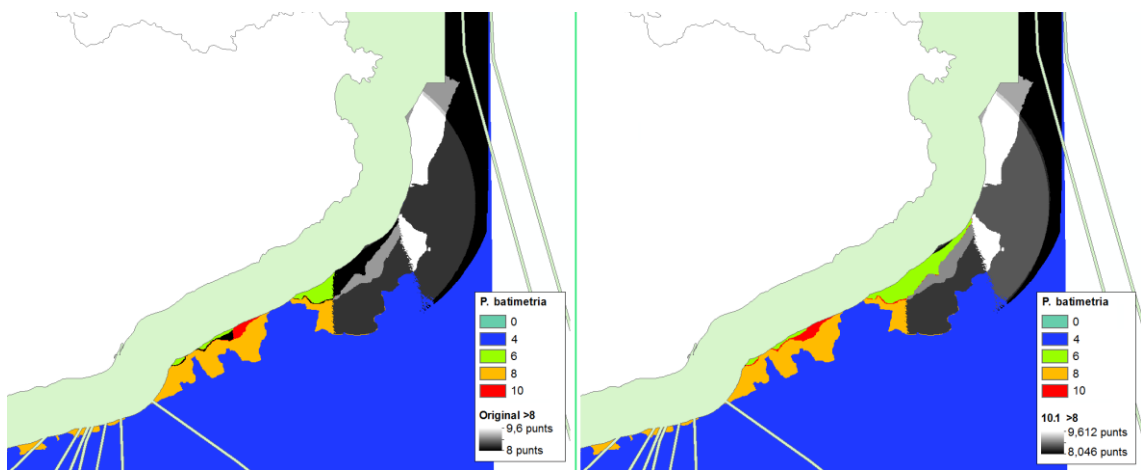 P. batimetria
0
4
6
8
10
Original >8
9,6 punts
8 punts
P. batimetria
0
4
6
8
10
10.1 >8
9,612 punts
8,046 punts